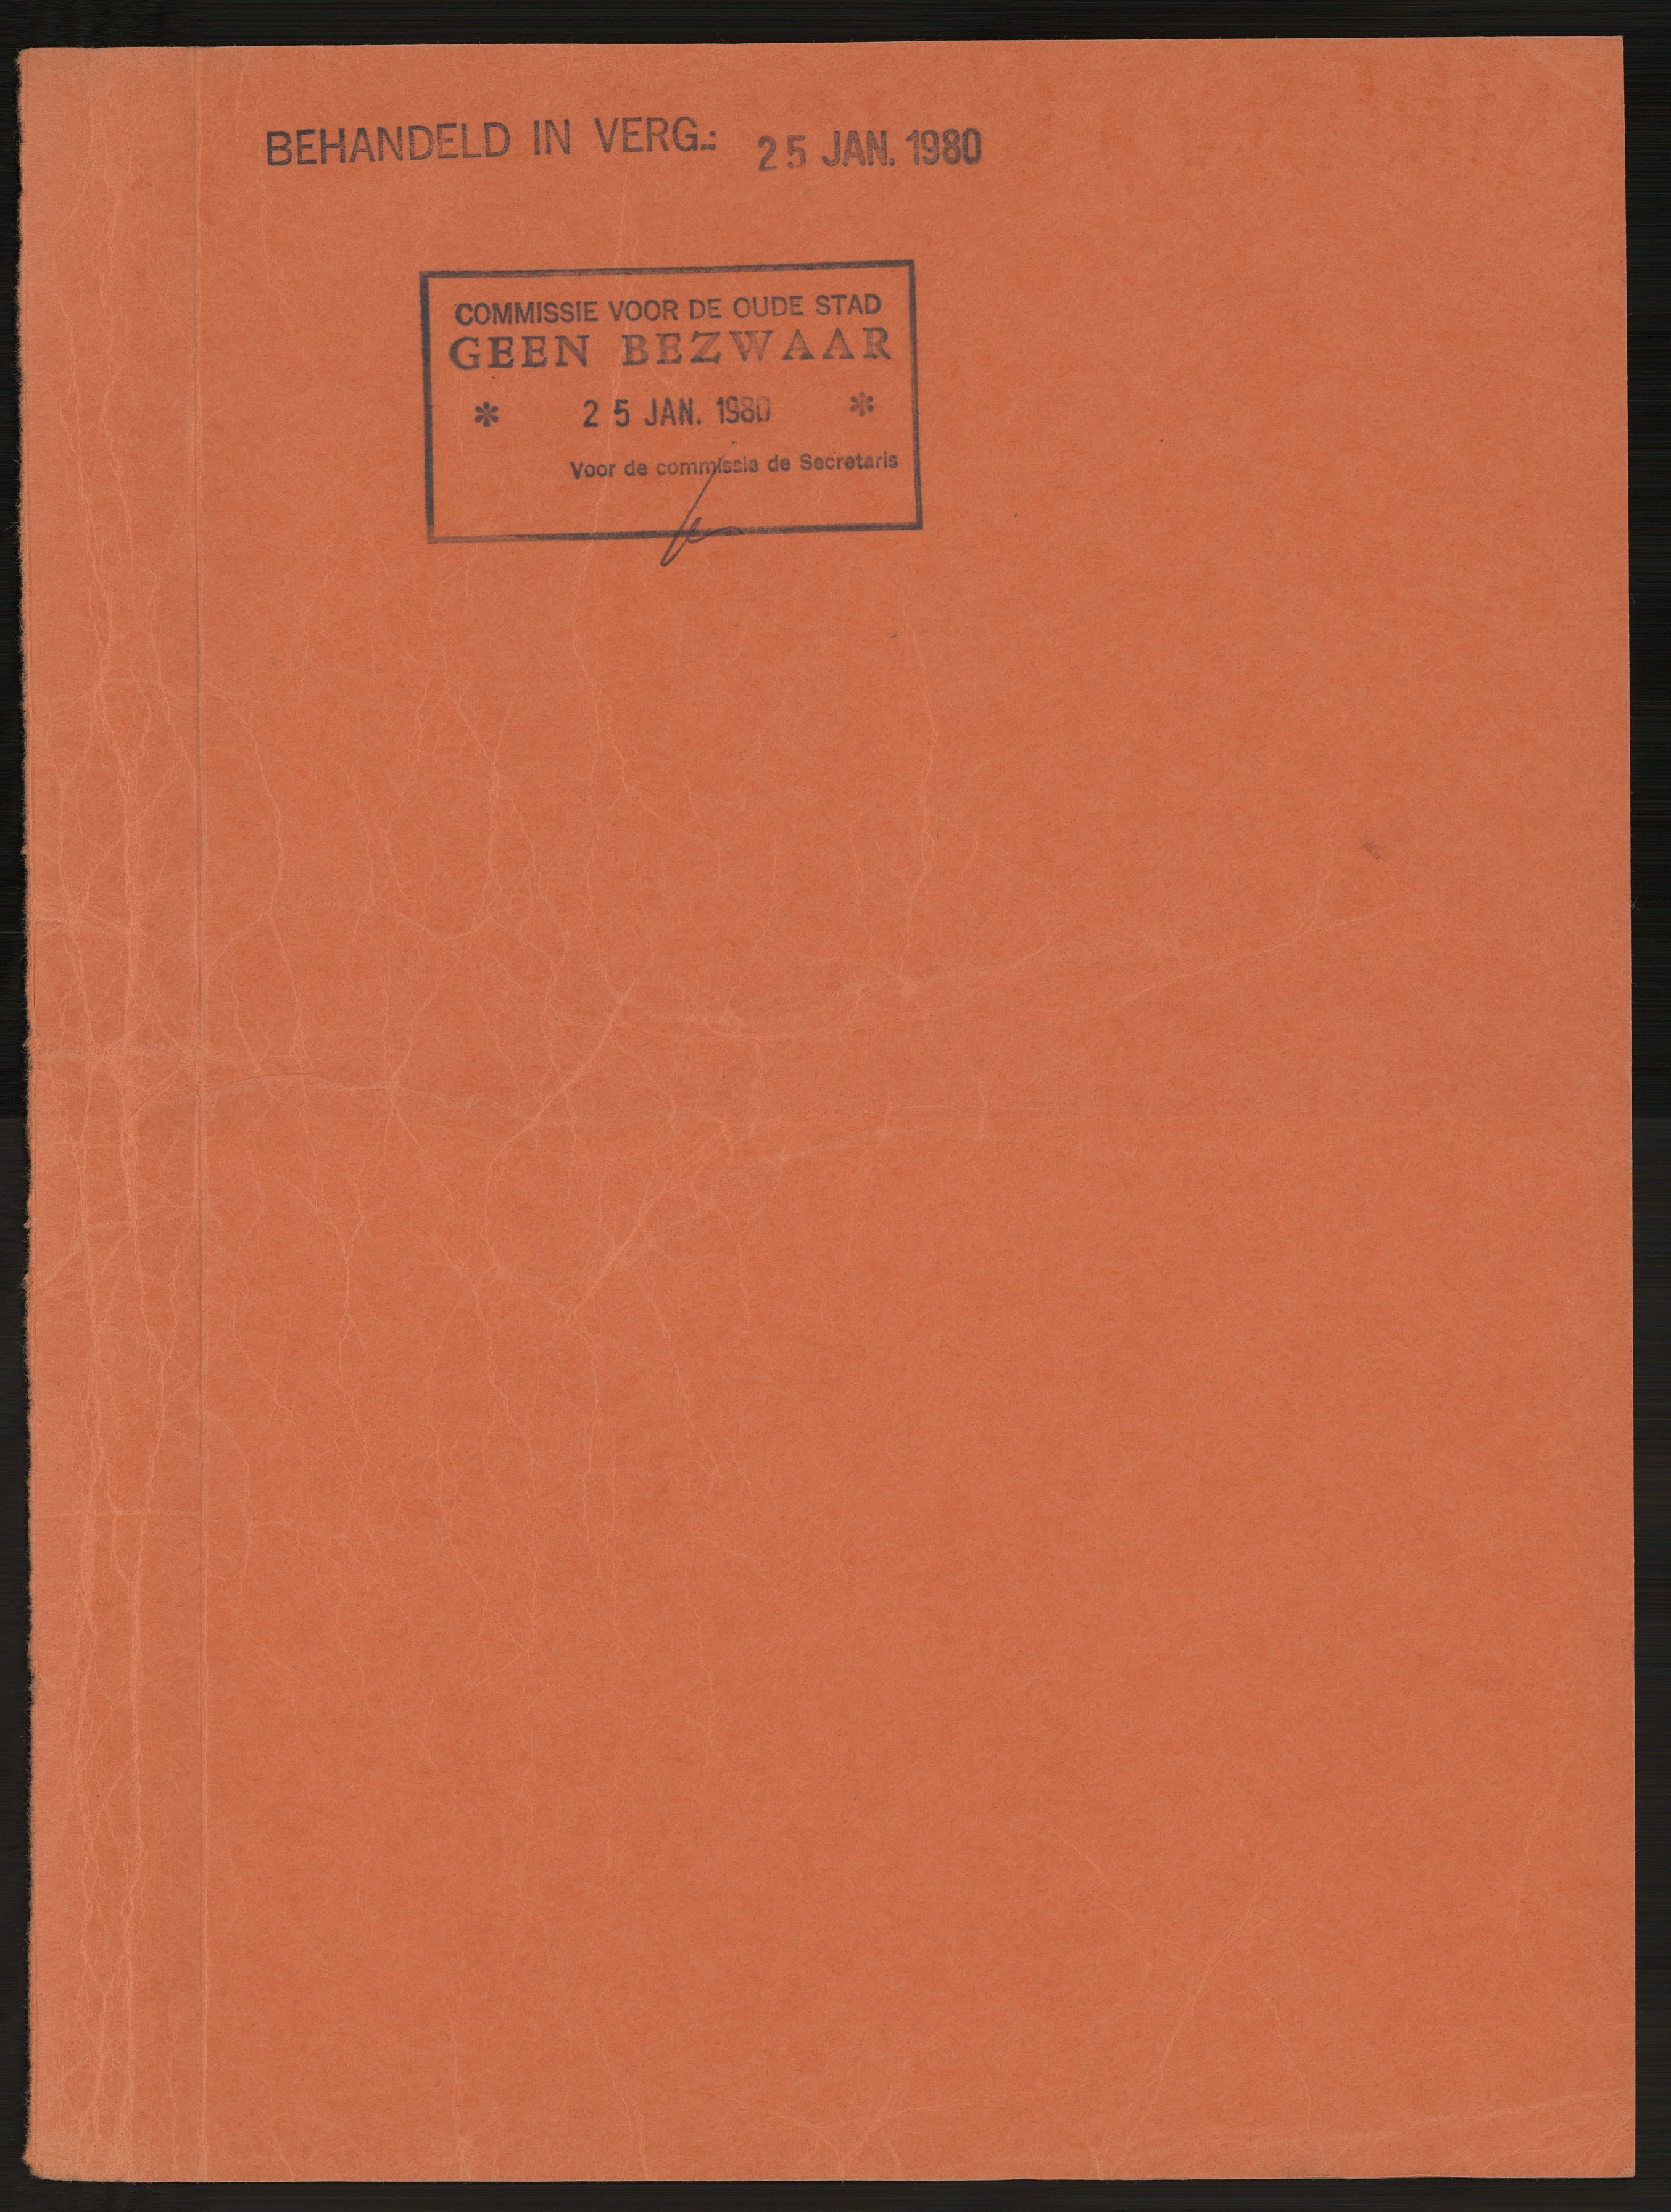 BEHANDELD IN VERG.: 25 JAN. 1980
COMMISSIE VOOR DE OUDE STAD
GEEN BEZWAAR
* 25 JAN. 1980 *
Voor de commissie de Secretaris